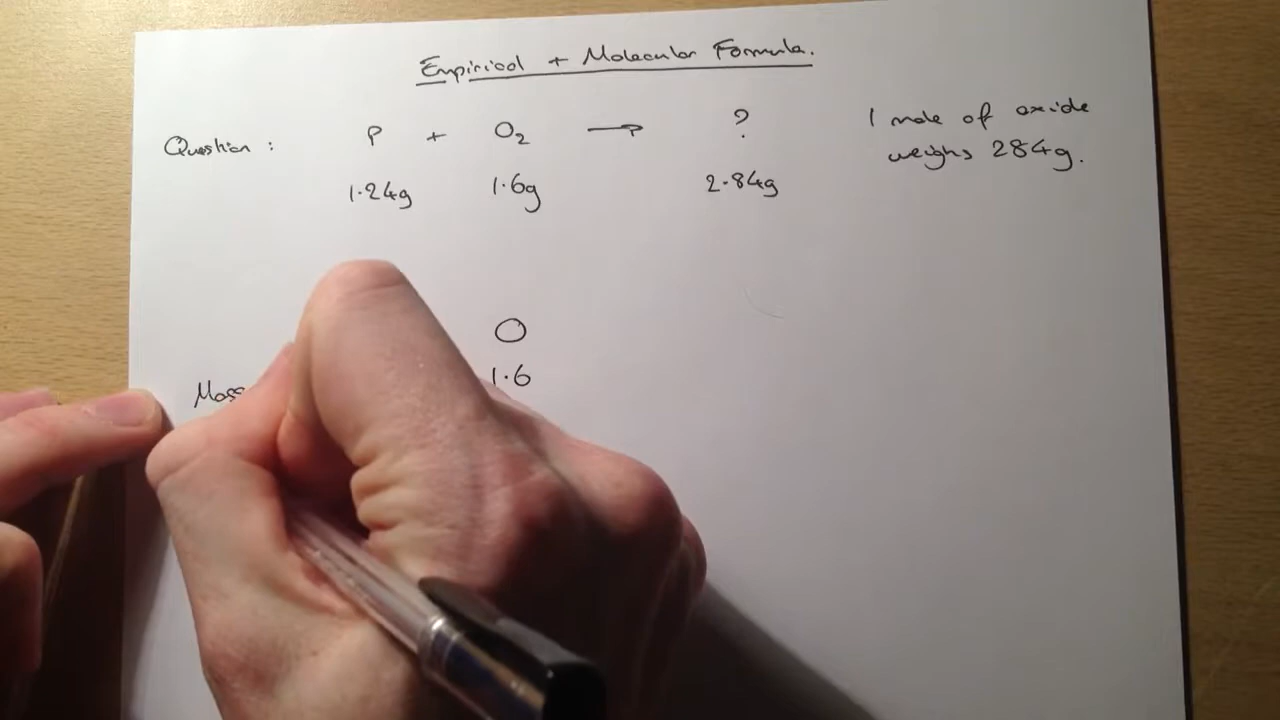 Empirical + Molecular Formula.
Question : P + O2 → ? 1 mole of oxide
1.24g 1.6g 2.84g weighs 284g.
O
Mass 1.6